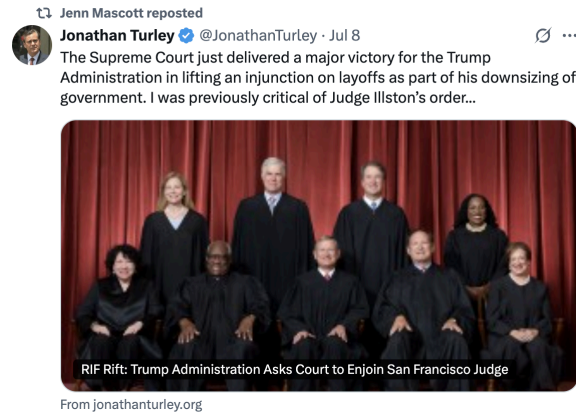 Jenn Mascott reposted
Jonathan Turley @JonathanTurley · Jul 8
The Supreme Court just delivered a major victory for the Trump
Administration in lifting an injunction on layoffs as part of his downsizing of
government. I was previously critical of Judge Illston's order...
RIF Rift: Trump Administration Asks Court to Enjoin San Francisco Judge
From jonathanturley.org